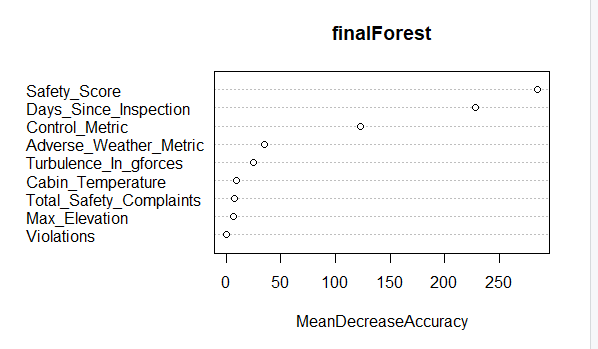 finalForest
Safety_Score
Days_Since_Inspection
Control_Metric
Adverse_Weather_Metric
Turbulence_In_gforces
Cabin_Temperature
Total_Safety_Complaints
Max_Elevation
Violations
0 50 100 150 200 250
MeanDecreaseAccuracy